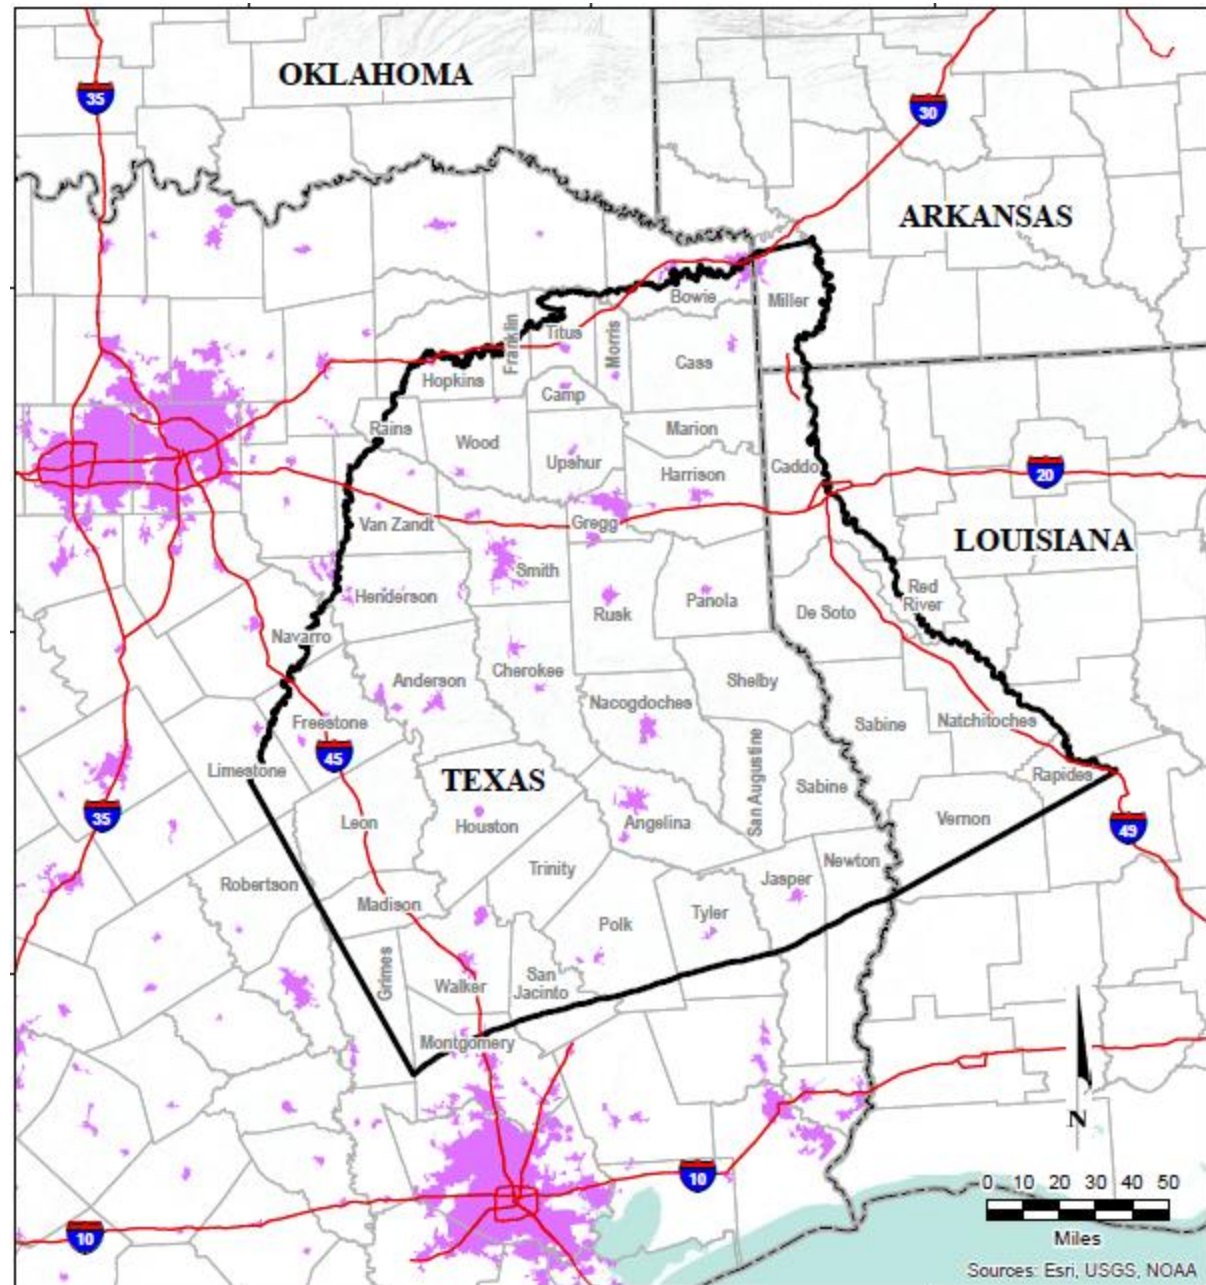 OKLAHOMA
35
30
ARKANSAS
Bowie
Miller
Titus
Franklin
Morris
Cass
Hopkins
Camp
Rains
Wood
Marion
Upshur
Harrison
Caddo
20
Van Zandt
Gregg
LOUISIANA
Smith
Henderson
Rusk
Panola
De Soto
Red
River
Navarro
Cherokee
Anderson
Shelby
Nacogdoches
Freestone
Sabine
Natchitoches
45
Limestone
TEXAS
San Augustine
Sabine
Rapides
35
Leon
Houston
Angelina
Vernon
49
Trinity
Newton
Robertson
Jasper
Madison
Tyler
Polk
Grimes
Walker
San
Jacinto
Montgomery
N
10
0 10 20 30 40 50
Miles
10
Sources: Esri, USGS, NOAA